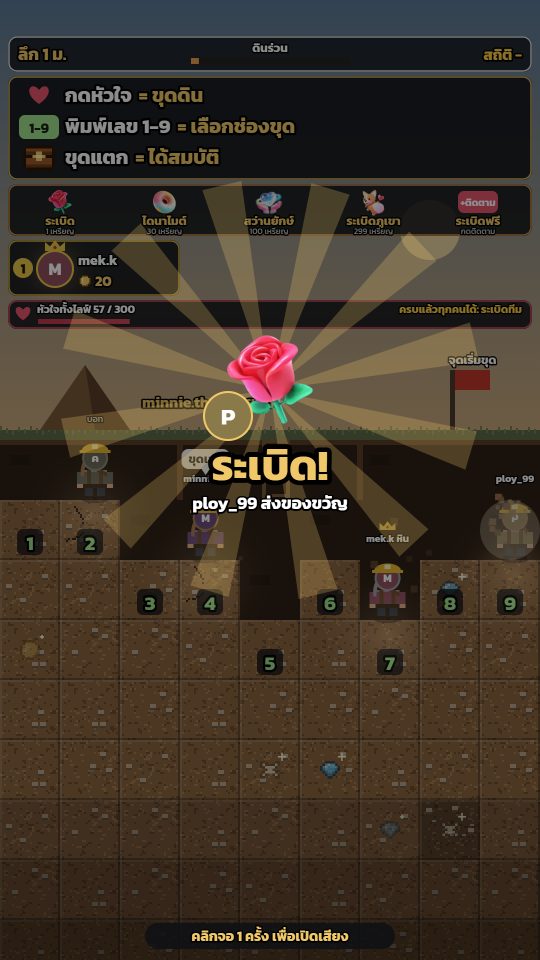 ลึก 1 ม.
ดินร่วน
สถิติ -
กดหัวใจ = ขุดดิน
1-9 พิมพ์เลข 1-9 = เลือกช่องขุด
ขุดแตก = ได้สมบัติ
ระเบิด
1 เหรียญ
ไดนาไมต์
30 เหรียญ
สว่านยักษ์
100 เหรียญ
ระเบิดภูเขา
299 เหรียญ
+ติดตาม
ระเบิดฟรี
กดติดตาม
1 M mek.k
20
หัวใจทั้งไลฟ์ 57 / 300
ครบแล้วทุกคนได้: ระเบิดทีม
จุดเริ่มขุด
minnie.th
P
บอท
A
ระเบิด!
ploy_99 ส่งของขวัญ
ploy_99
M
mek.k หิน
M
1 2
3 4 6 8 9
5 7
คลิกจอ 1 ครั้ง เพื่อเปิดเสียง